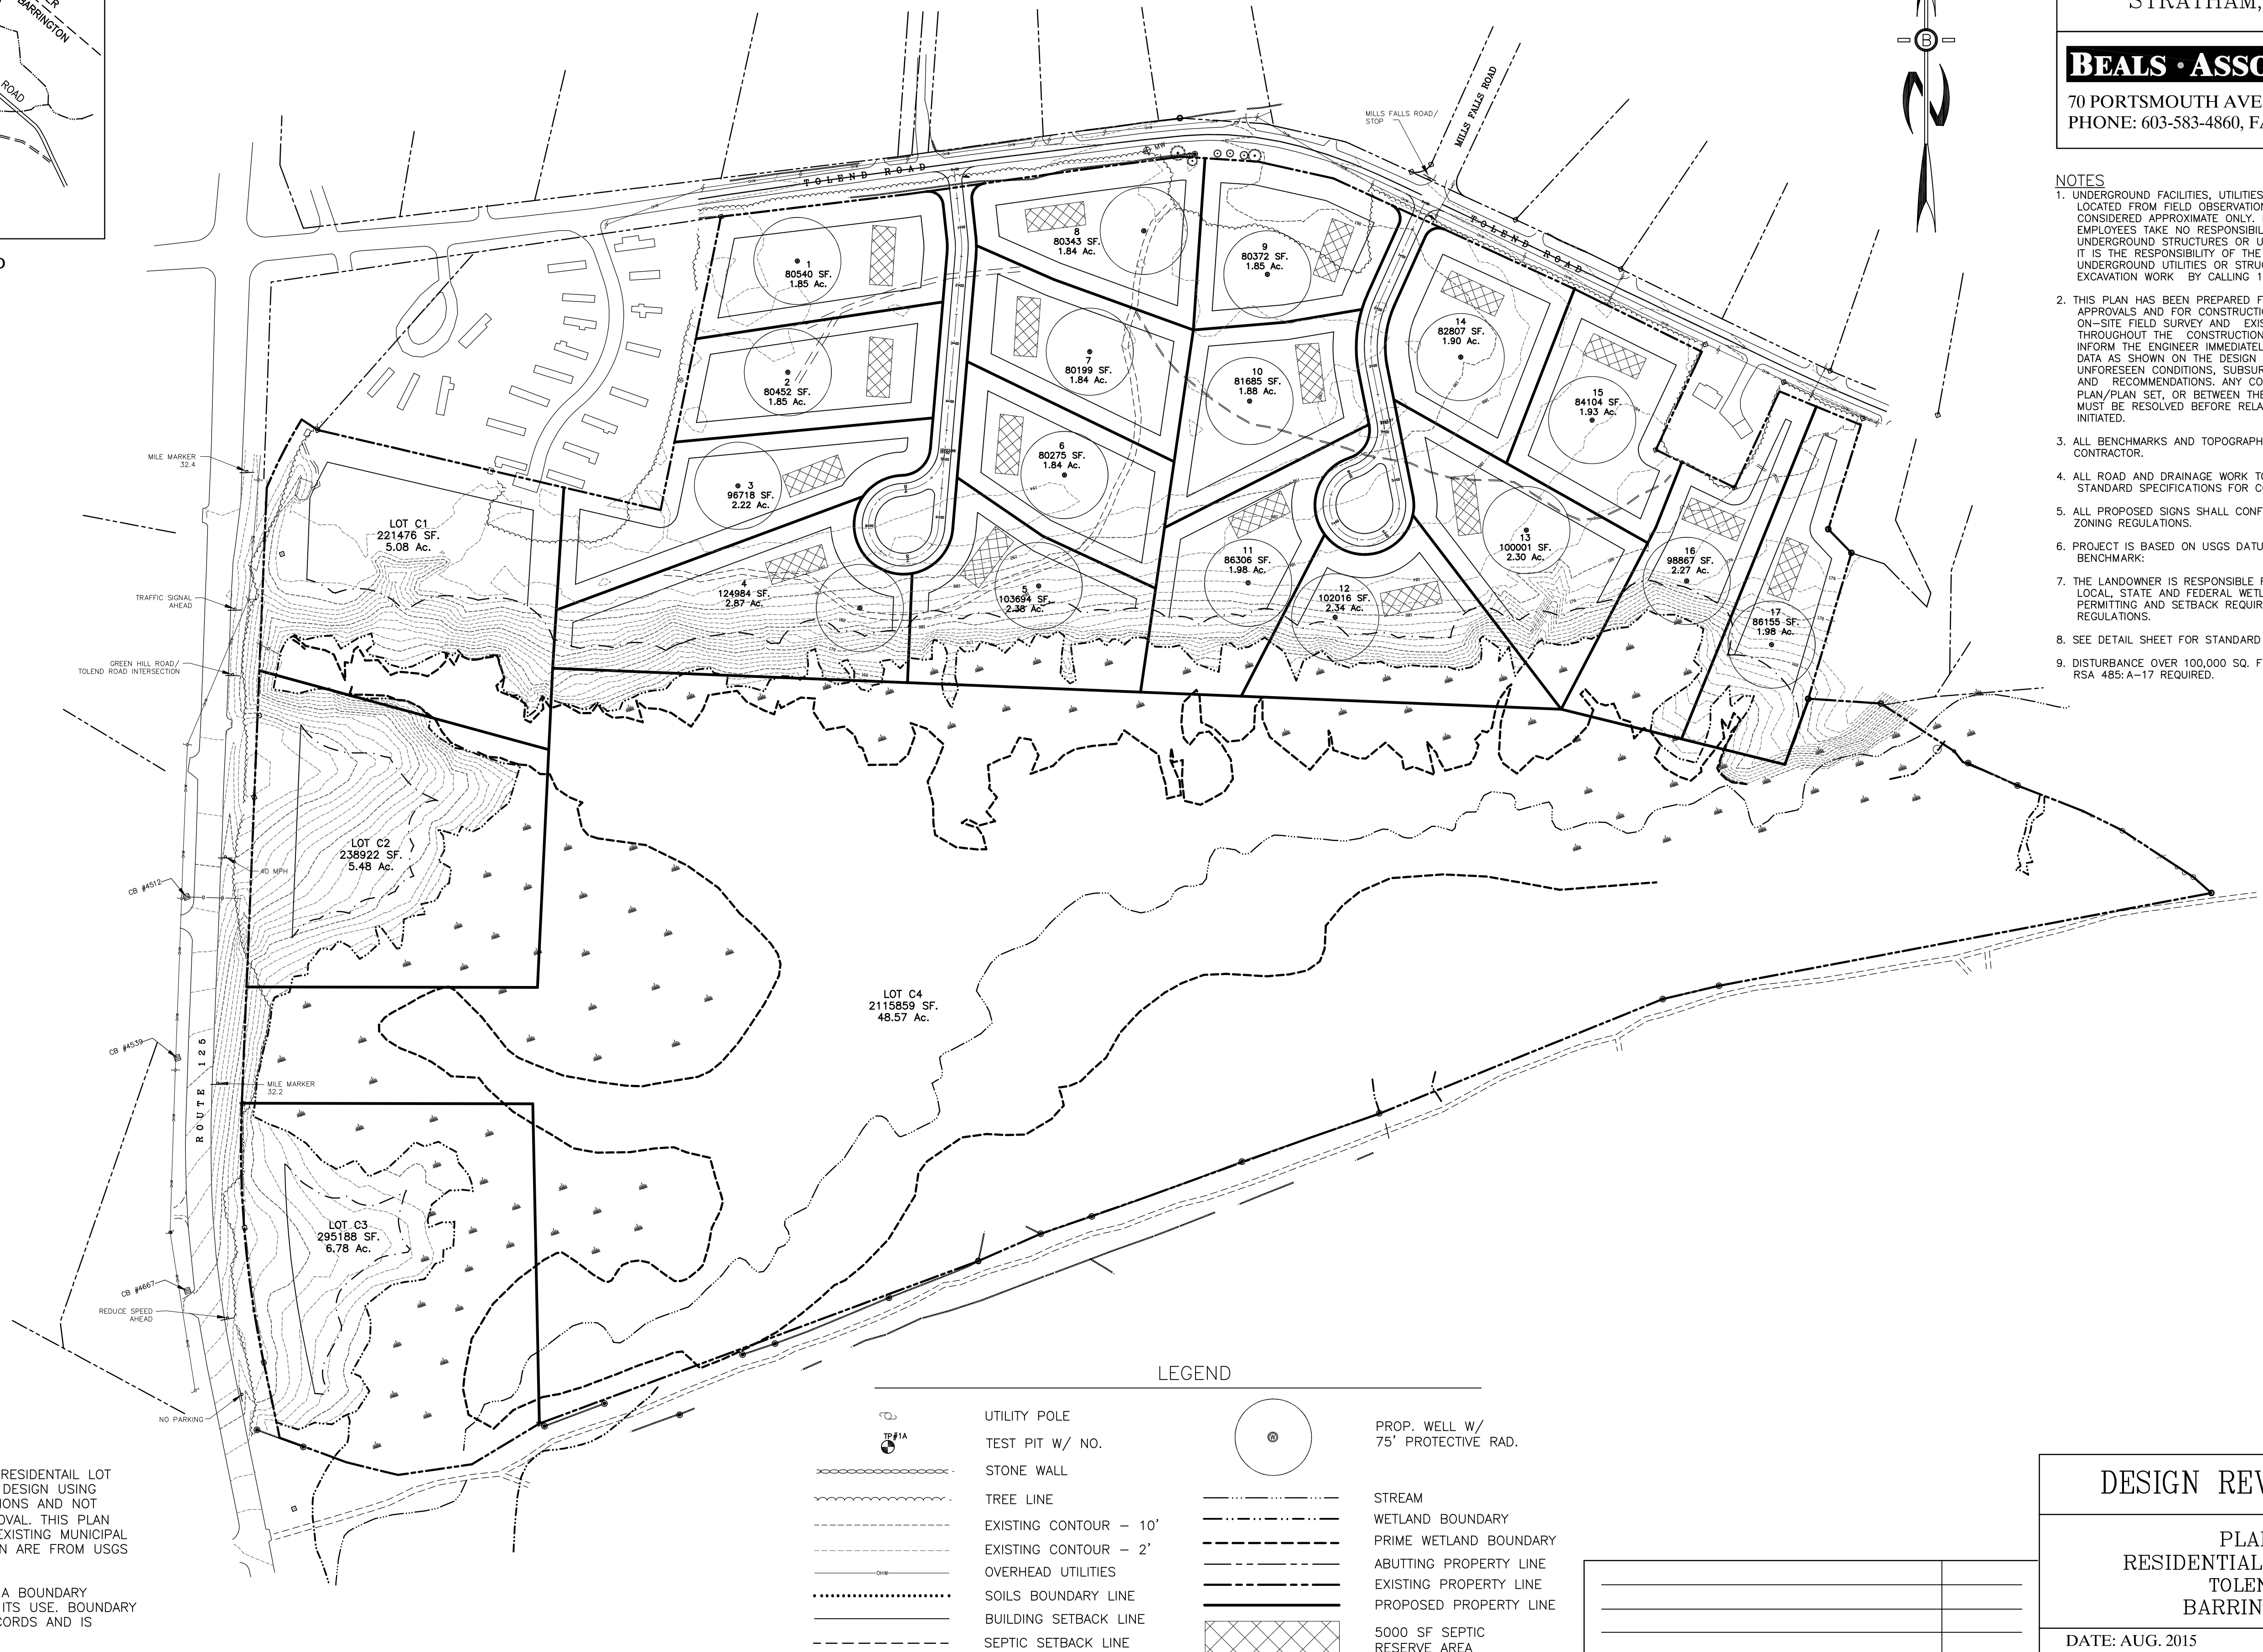 BARRINGTON
ROAD
STRATHAM,
BEALS · ASSO
70 PORTSMOUTH AVE
PHONE: 603-583-4860, FA
B
NOTES
1. UNDERGROUND FACILITIES, UTILITIES
LOCATED FROM FIELD OBSERVATION
CONSIDERED APPROXIMATE ONLY.
EMPLOYEES TAKE NO RESPONSIBIL
UNDERGROUND STRUCTURES OR U
IT IS THE RESPONSIBILITY OF THE
UNDERGROUND UTILITIES OR STRUC
EXCAVATION WORK BY CALLING 1
2. THIS PLAN HAS BEEN PREPARED F
APPROVALS AND FOR CONSTRUCTIO
ON-SITE FIELD SURVEY AND EXIS
THROUGHOUT THE CONSTRUCTION
INFORM THE ENGINEER IMMEDIATEL
DATA AS SHOWN ON THE DESIGN
UNFORESEEN CONDITIONS, SUBSUR
AND RECOMMENDATIONS. ANY CO
PLAN/PLAN SET, OR BETWEEN THE
MUST BE RESOLVED BEFORE RELA
INITIATED.
3. ALL BENCHMARKS AND TOPOGRAPH
CONTRACTOR.
4. ALL ROAD AND DRAINAGE WORK TO
STANDARD SPECIFICATIONS FOR CO
5. ALL PROPOSED SIGNS SHALL CONF
ZONING REGULATIONS.
6. PROJECT IS BASED ON USGS DATU
BENCHMARK:
7. THE LANDOWNER IS RESPONSIBLE F
LOCAL, STATE AND FEDERAL WETL
PERMITTING AND SETBACK REQUIR
REGULATIONS.
8. SEE DETAIL SHEET FOR STANDARD
9. DISTURBANCE OVER 100,000 SQ. F
RSA 485:A-17 REQUIRED.
MILLS FALLS ROAD/
STOP
MILLS FALLS ROAD
TOLEND ROAD
TOLEND ROAD
MW
1
80540 SF.
1.85 Ac.
2
80452 SF.
1.85 Ac.
3
96718 SF.
2.22 Ac.
4
124984 SF.
2.87 Ac.
5
103694 SF.
2.38 Ac.
6
80275 SF.
1.84 Ac.
7
80199 SF.
1.84 Ac.
8
80343 SF.
1.84 Ac.
9
80372 SF.
1.85 Ac.
10
81685 SF.
1.88 Ac.
11
86306 SF.
1.98 Ac.
12
102016 SF.
2.34 Ac.
13
100001 SF.
2.30 Ac.
14
82807 SF.
1.90 Ac.
15
84104 SF.
1.93 Ac.
16
98867 SF.
2.27 Ac.
17
86155 SF.
1.98 Ac.
MILE MARKER
32.4
TRAFFIC SIGNAL
AHEAD
GREEN HILL ROAD/
TOLEND ROAD INTERSECTION
LOT C1
221476 SF.
5.08 Ac.
LOT C2
238922 SF.
5.48 Ac.
40 MPH
CB #4512
CB #4539
ROUTE 125
MILE MARKER
32.2
LOT C3
295188 SF.
6.78 Ac.
LOT C4
2115859 SF.
48.57 Ac.
CB #4667
REDUCE SPEED
AHEAD
NO PARKING
RESIDENTAIL LOT
DESIGN USING
IONS AND NOT
OVAL. THIS PLAN
EXISTING MUNICIPAL
N ARE FROM USGS
A BOUNDARY
ITS USE. BOUNDARY
CORDS AND IS
LEGEND
UTILITY POLE
TP#1A
TEST PIT W/ NO.
STONE WALL
TREE LINE
EXISTING CONTOUR - 10'
EXISTING CONTOUR - 2'
OHW
OVERHEAD UTILITIES
SOILS BOUNDARY LINE
BUILDING SETBACK LINE
SEPTIC SETBACK LINE
W
PROP. WELL W/
75' PROTECTIVE RAD.
STREAM
WETLAND BOUNDARY
PRIME WETLAND BOUNDARY
ABUTTING PROPERTY LINE
EXISTING PROPERTY LINE
PROPOSED PROPERTY LINE
5000 SF SEPTIC
RESERVE AREA
DESIGN REV
PLA
RESIDENTIAL
TOLEN
BARRIN
DATE: AUG. 2015